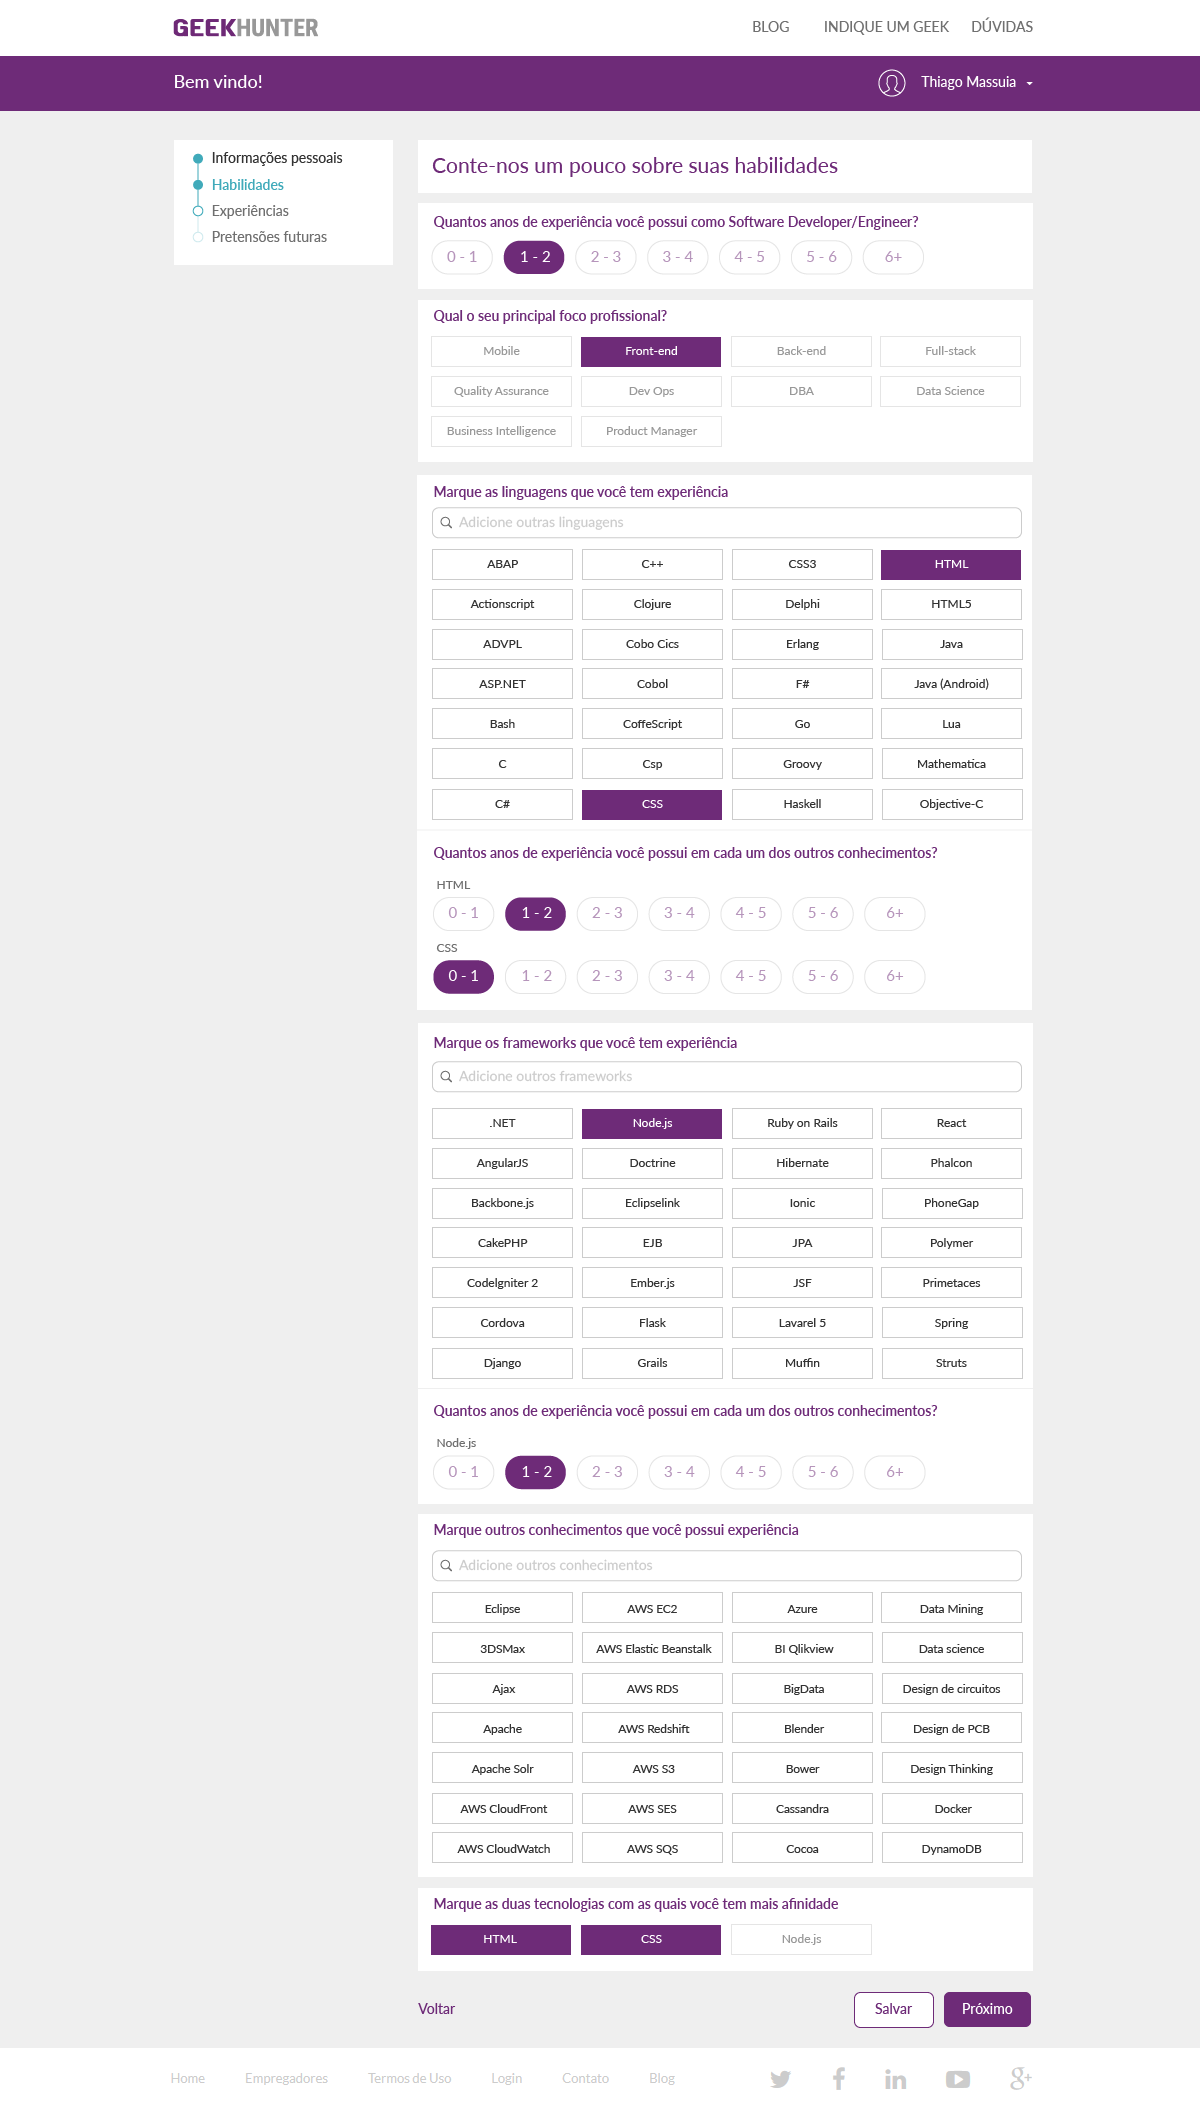 GEEKHUNTER
BLOG INDIQUE UM GEEK DÚVIDAS
Bem vindo!
Thiago Massuia
Informações pessoais
Habilidades
Experiências
Pretensões futuras
Conte-nos um pouco sobre suas habilidades
Quantos anos de experiência você possui como Software Developer/Engineer?
0 - 1 1 - 2 2 - 3 3 - 4 4 - 5 5 - 6 6+
Qual o seu principal foco profissional?
Mobile Front-end Back-end Full-stack
Quality Assurance Dev Ops DBA Data Science
Business Intelligence Product Manager
Marque as linguagens que você tem experiência
Adicione outras linguagens
ABAP C++ CSS3 HTML
Actionscript Clojure Delphi HTML5
ADVPL Cobo Cics Erlang Java
ASP.NET Cobol F# Java (Android)
Bash CoffeScript Go Lua
C Csp Groovy Mathematica
C# CSS Haskell Objective-C
Quantos anos de experiência você possui em cada um dos outros conhecimentos?
HTML
0 - 1 1 - 2 2 - 3 3 - 4 4 - 5 5 - 6 6+
CSS
0 - 1 1 - 2 2 - 3 3 - 4 4 - 5 5 - 6 6+
Marque os frameworks que você tem experiência
Adicione outros frameworks
.NET Node.js Ruby on Rails React
AngularJS Doctrine Hibernate Phalcon
Backbone.js Eclipselink Ionic PhoneGap
CakePHP EJB JPA Polymer
CodeIgniter 2 Ember.js JSF Primetaces
Cordova Flask Lavarel 5 Spring
Django Grails Muffin Struts
Quantos anos de experiência você possui em cada um dos outros conhecimentos?
Node.js
0 - 1 1 - 2 2 - 3 3 - 4 4 - 5 5 - 6 6+
Marque outros conhecimentos que você possui experiência
Adicione outros conhecimentos
Eclipse AWS EC2 Azure Data Mining
3DSMax AWS Elastic Beanstalk BI Qlikview Data science
Ajax AWS RDS BigData Design de circuitos
Apache AWS Redshift Blender Design de PCB
Apache Solr AWS S3 Bower Design Thinking
AWS CloudFront AWS SES Cassandra Docker
AWS CloudWatch AWS SQS Cocoa DynamoDB
Marque as duas tecnologias com as quais você tem mais afinidade
HTML CSS Node.js
Voltar Salvar Próximo
Home Empregadores Termos de Uso Login Contato Blog